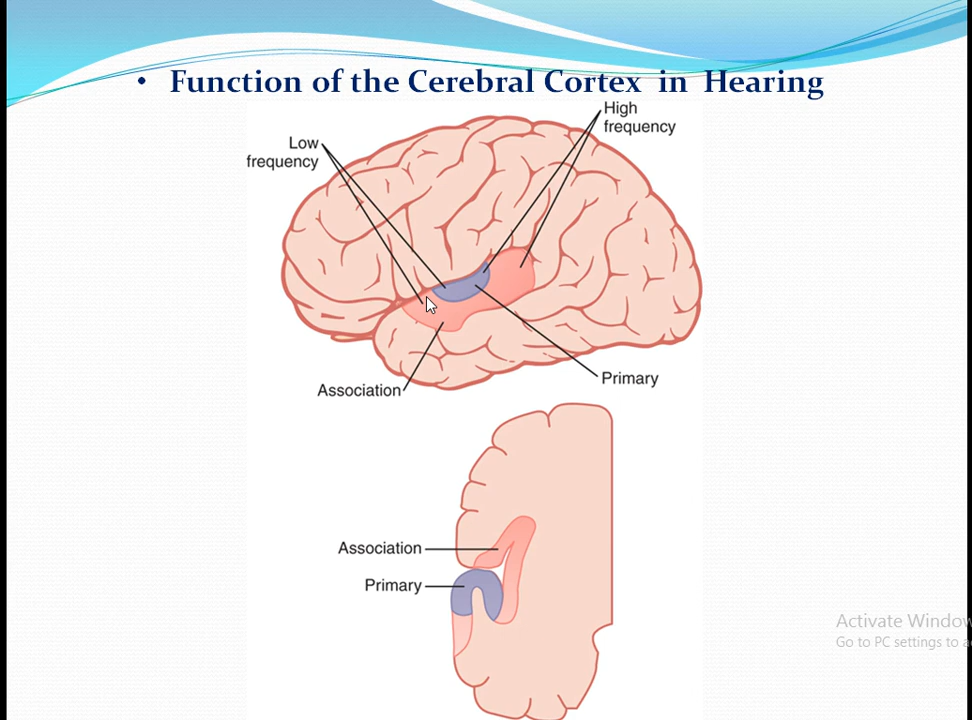 • Function of the Cerebral Cortex in Hearing
High
frequency
Low
frequency
Primary
Association
Association
Primary
Activate Window
Go to PC settings to a